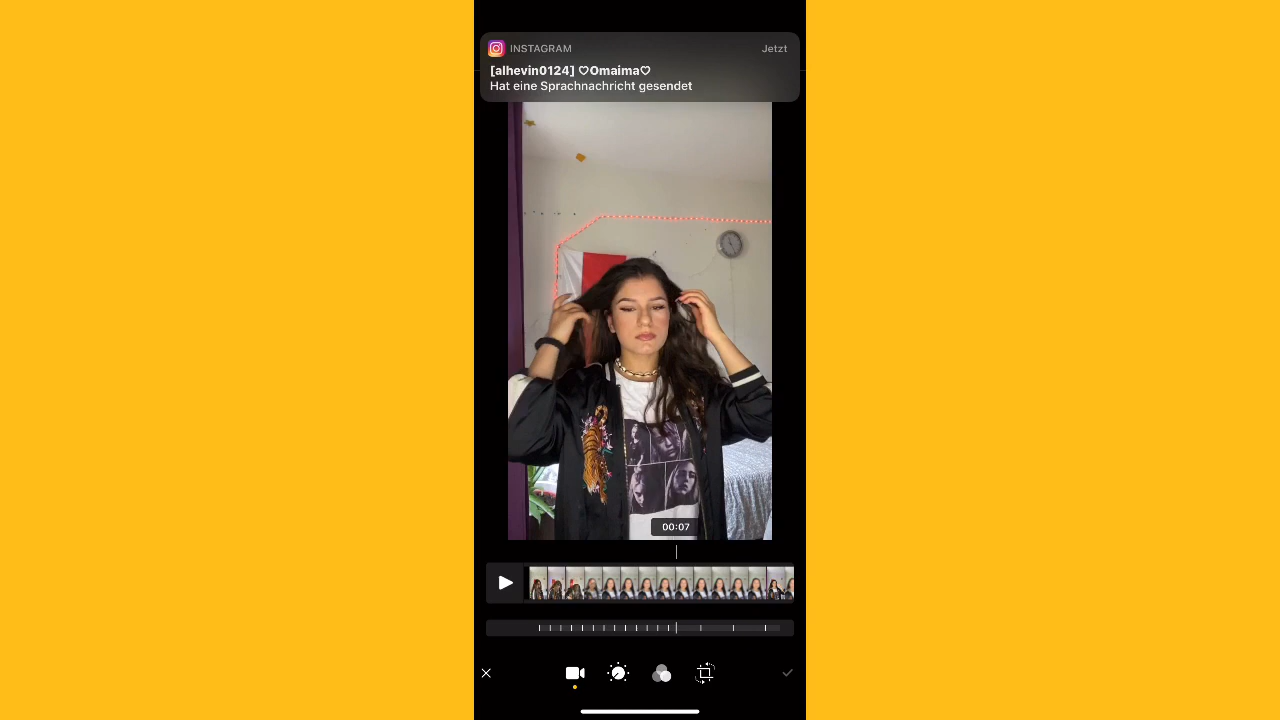 INSTAGRAM
Jetzt
[alhevin0124] ♡Omaima♡
Hat eine Sprachnachricht gesendet
00:07